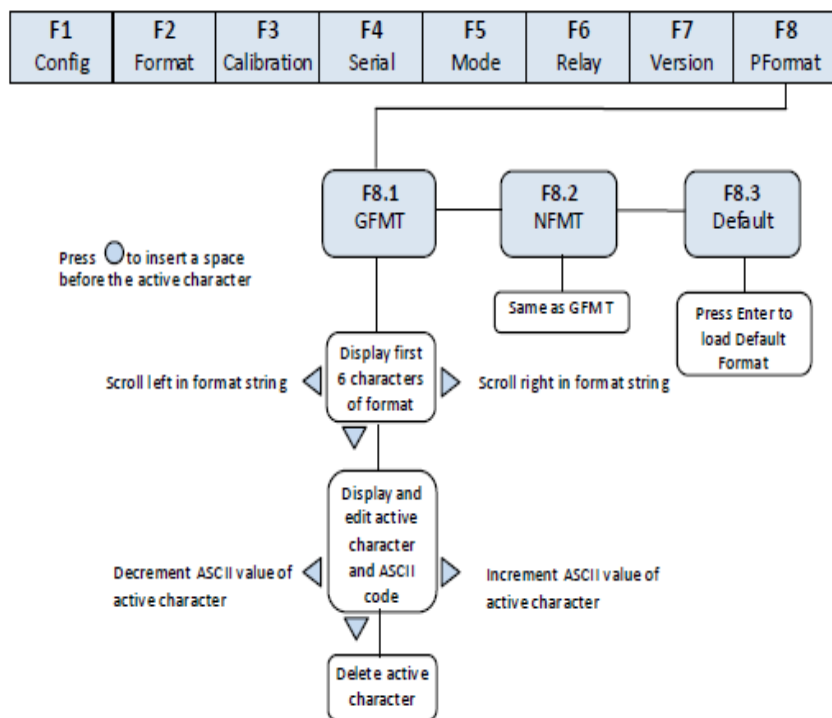 F1 F2 F3 F4 F5 F6 F7 F8
Config Format Calibration Serial Mode Relay Version PFormat
F8.1 F8.2 F8.3
GFMT NFMT Default
Press to insert a space
before the active character
Same as GFMT
Press Enter to
load Default
Format
Display first
6 characters
of format
Scroll left in format string
Scroll right in format string
Display and
edit active
character
and ASCII
code
Decrement ASCII value of
active character
Increment ASCII value of
active character
Delete active
character